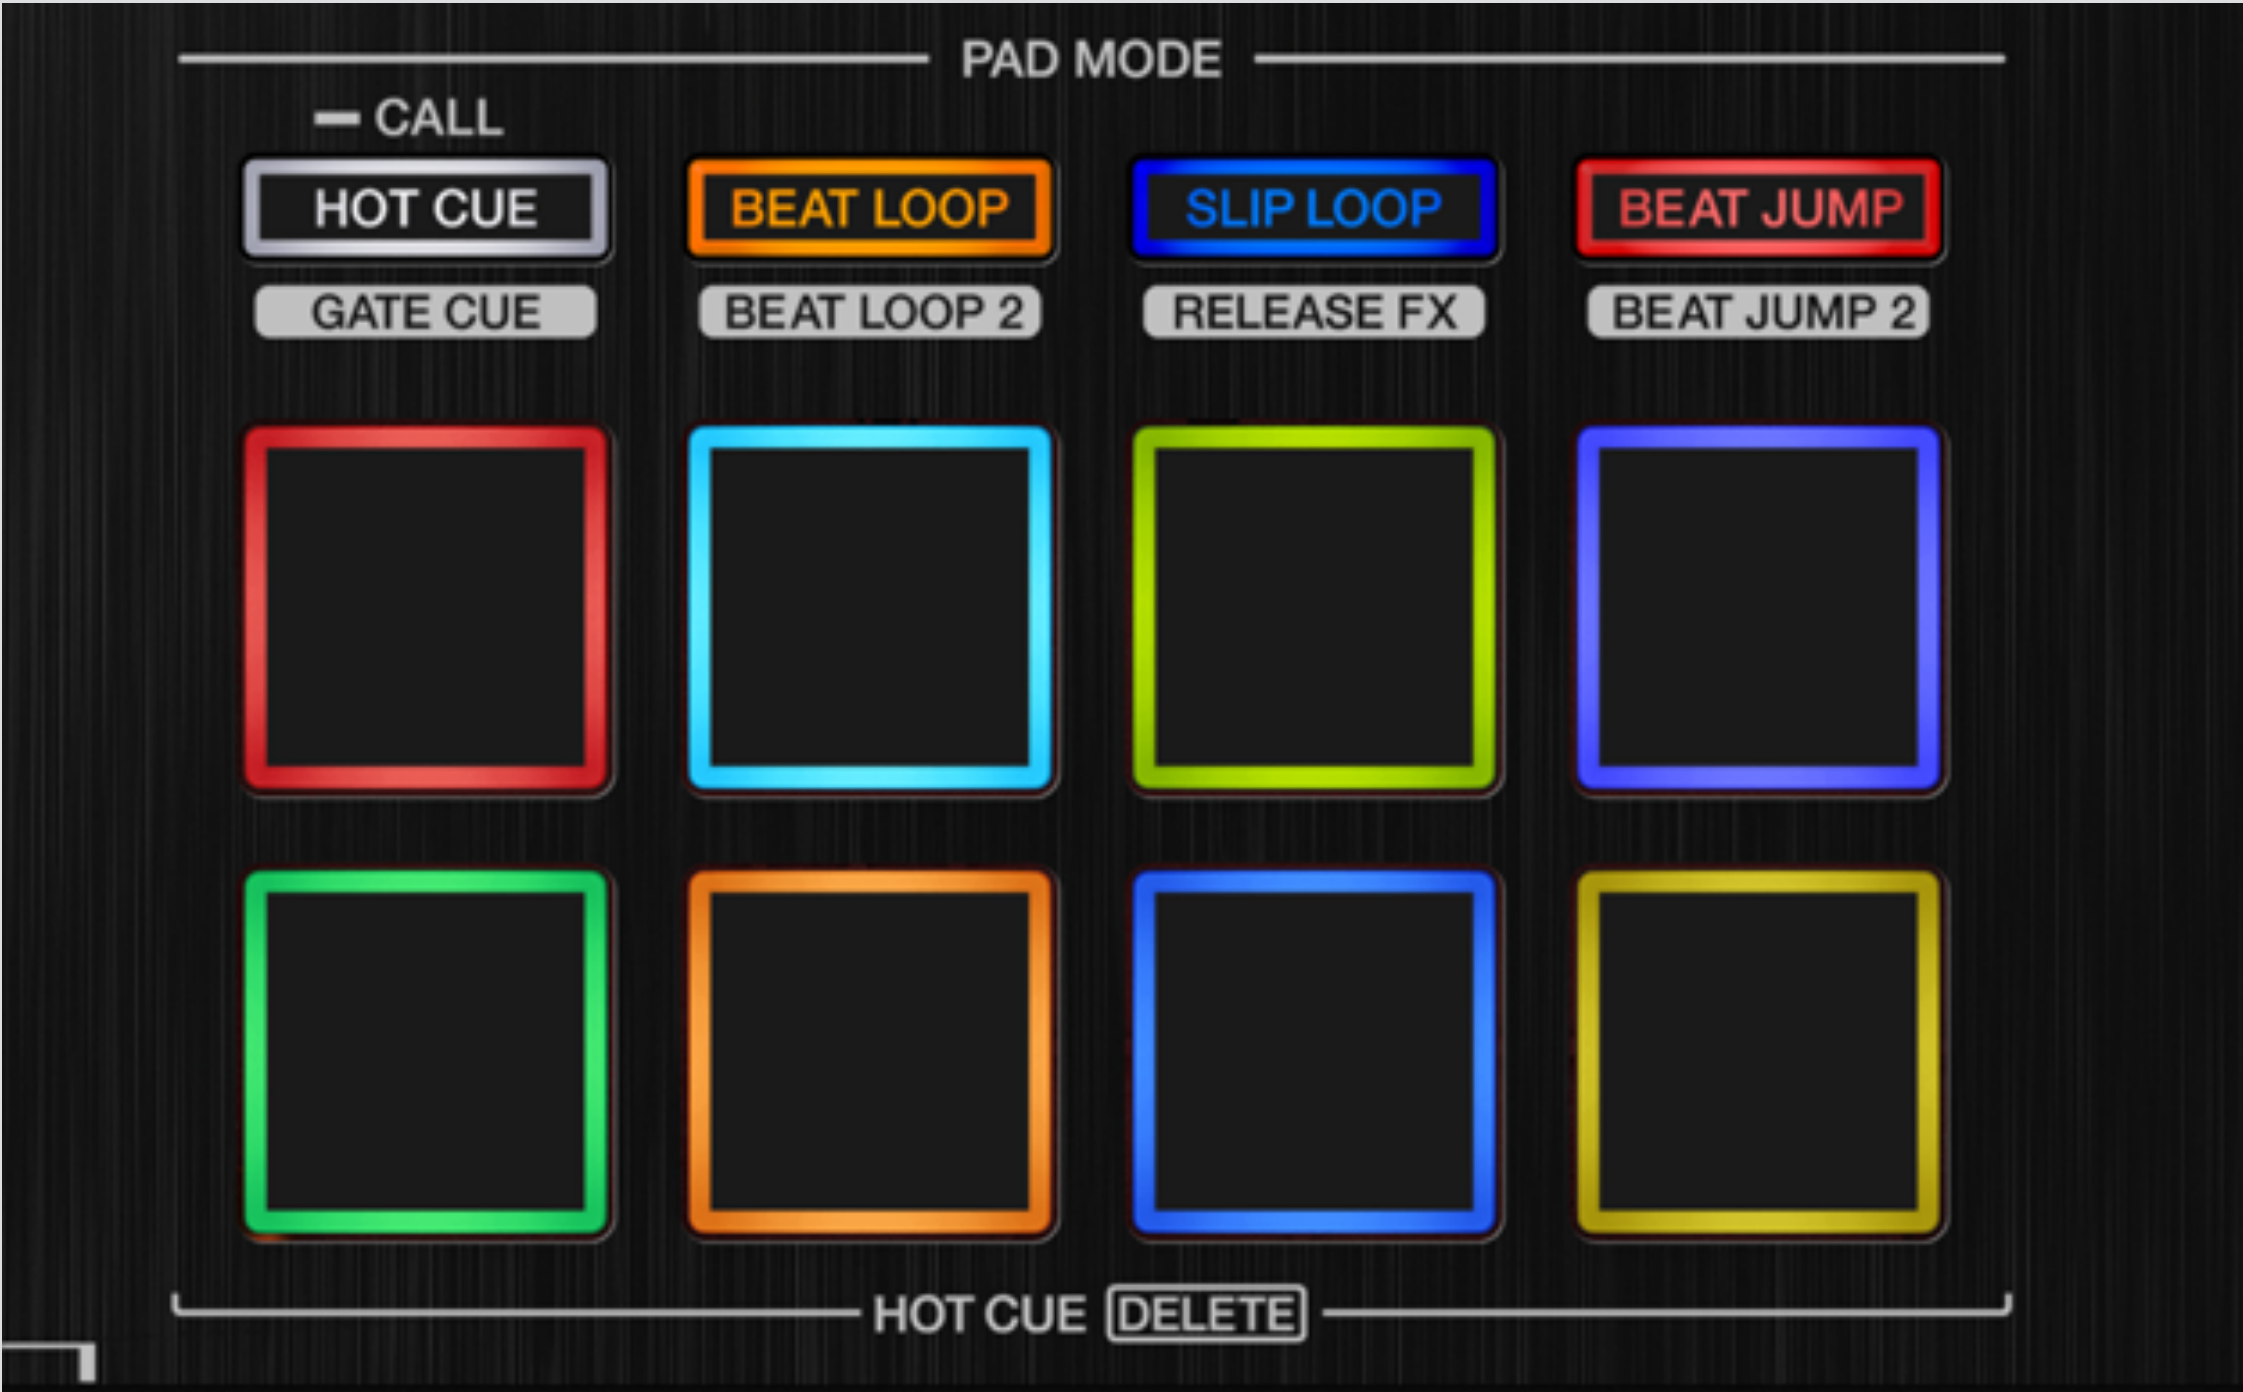 PAD MODE
CALL
HOT CUE BEAT LOOP SLIP LOOP BEAT JUMP
GATE CUE BEAT LOOP 2 RELEASE FX BEAT JUMP 2
HOT CUE DELETE